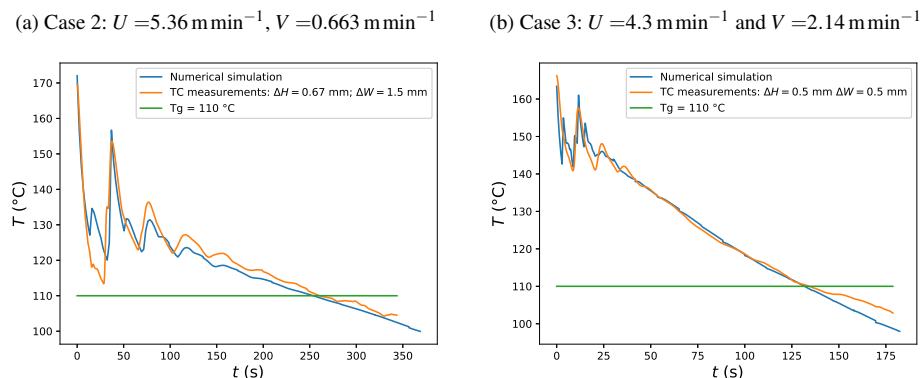 (a) Case 2: U =5.36 m min⁻¹, V =0.663 m min⁻¹
170
160
150
140
130
120
110
100
T (°C)
Numerical simulation
TC measurements: ΔH = 0.67 mm; ΔW = 1.5 mm
Tg = 110 °C
0 50 100 150 200 250 300 350
t (s)
(b) Case 3: U =4.3 m min⁻¹ and V =2.14 m min⁻¹
160
150
140
130
120
110
100
T (°C)
Numerical simulation
TC measurements: ΔH = 0.5 mm ΔW = 0.5 mm
Tg = 110 °C
0 25 50 75 100 125 150 175
t (s)